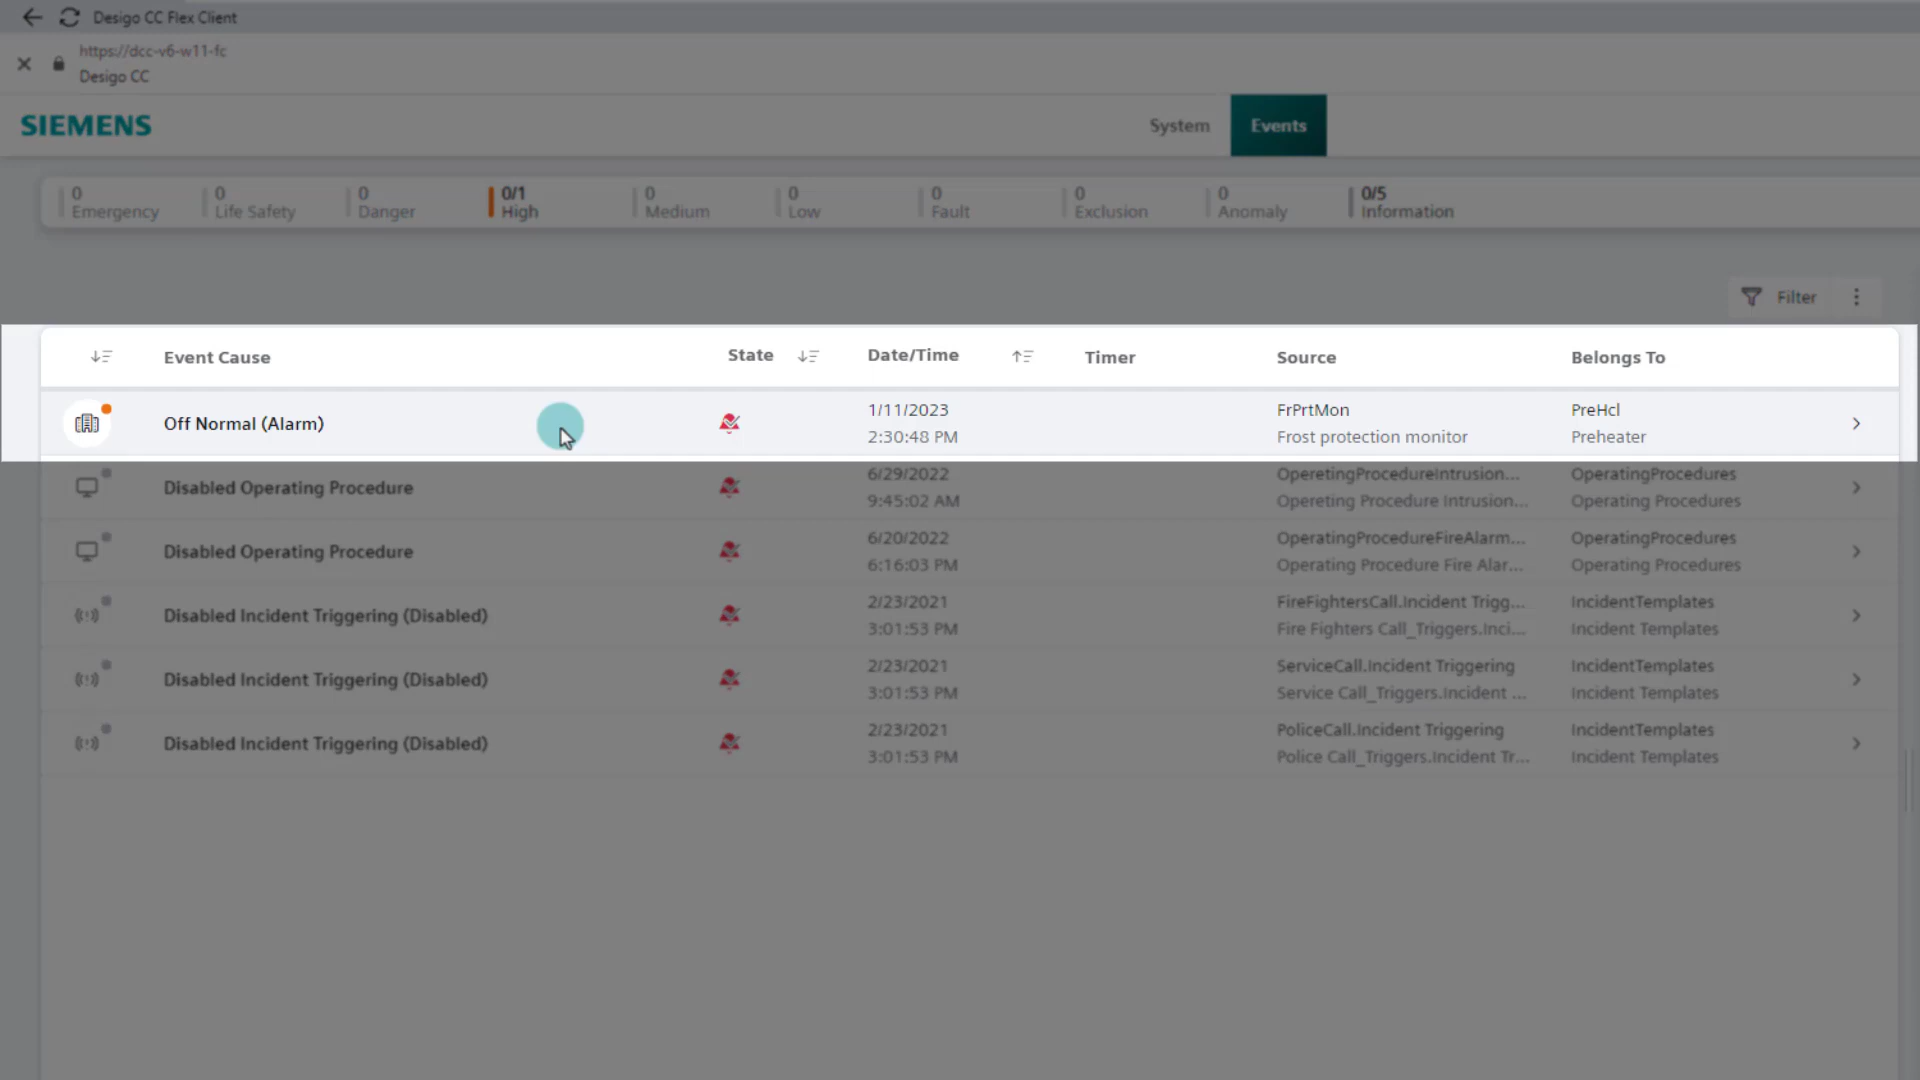 Desigo CC Flex Client
https://dcc-v6-w11-fc
Desigo CC
SIEMENS
System
Events
0
Emergency
0
Life Safety
0
Danger
0/1
High
0
Medium
0
Low
0
Fault
0
Exclusion
0
Anomaly
0/5
Information
Filter
Event Cause State Date/Time Timer Source Belongs To
Off Normal (Alarm)
1/11/2023
2:30:48 PM
FrPrtMon
Frost protection monitor
PreHcl
Preheater
Disabled Operating Procedure
6/29/2022
9:45:02 AM
OperetingProcedureIntrusion...
Opereting Procedure Intrusion...
OperatingProcedures
Operating Procedures
Disabled Operating Procedure
6/20/2022
6:16:03 PM
OperatingProcedureFireAlarm...
Operating Procedure Fire Alar...
OperatingProcedures
Operating Procedures
Disabled Incident Triggering (Disabled)
2/23/2021
3:01:53 PM
FireFightersCall.Incident Trigg...
Fire Fighters Call_Triggers.Inci...
IncidentTemplates
Incident Templates
Disabled Incident Triggering (Disabled)
2/23/2021
3:01:53 PM
ServiceCall.Incident Triggering
Service Call_Triggers.Incident ...
IncidentTemplates
Incident Templates
Disabled Incident Triggering (Disabled)
2/23/2021
3:01:53 PM
PoliceCall.Incident Triggering
Police Call_Triggers.Incident Tr...
IncidentTemplates
Incident Templates